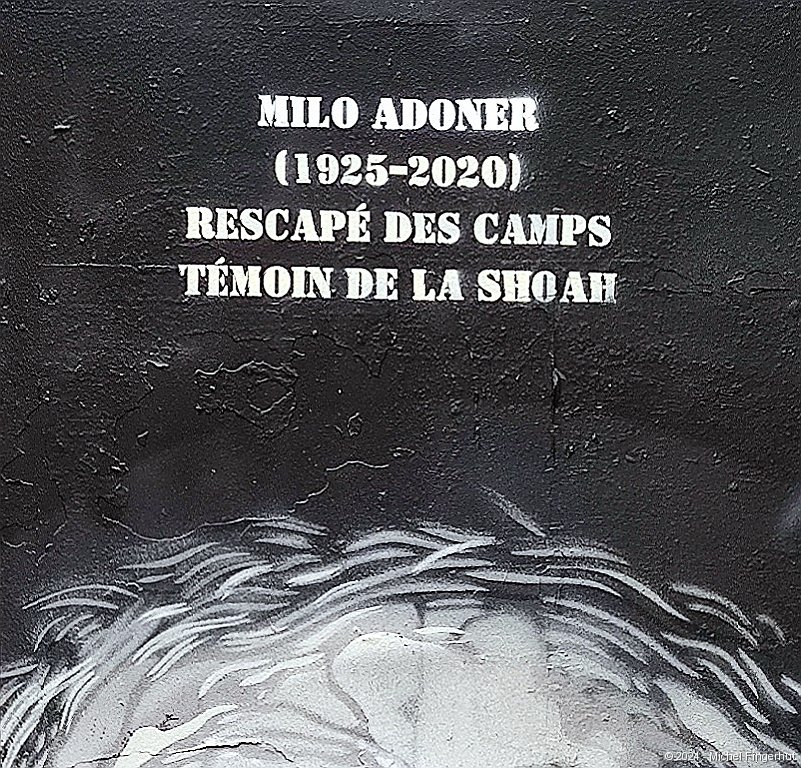 MILO ADONER
(1925-2020)
RESCAPÉ DES CAMPS
TÉMOIN DE LA SHOAH
© 2024 - Michel Fingerhut